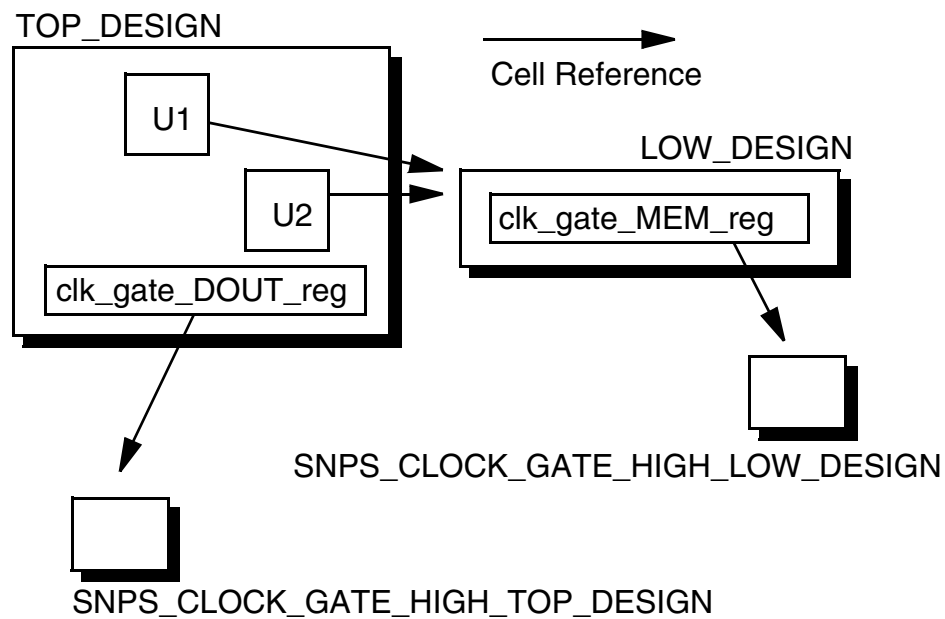 TOP_DESIGN
Cell Reference
U1
LOW_DESIGN
U2
clk_gate_MEM_reg
clk_gate_DOUT_reg
SNPS_CLOCK_GATE_HIGH_LOW_DESIGN
SNPS_CLOCK_GATE_HIGH_TOP_DESIGN